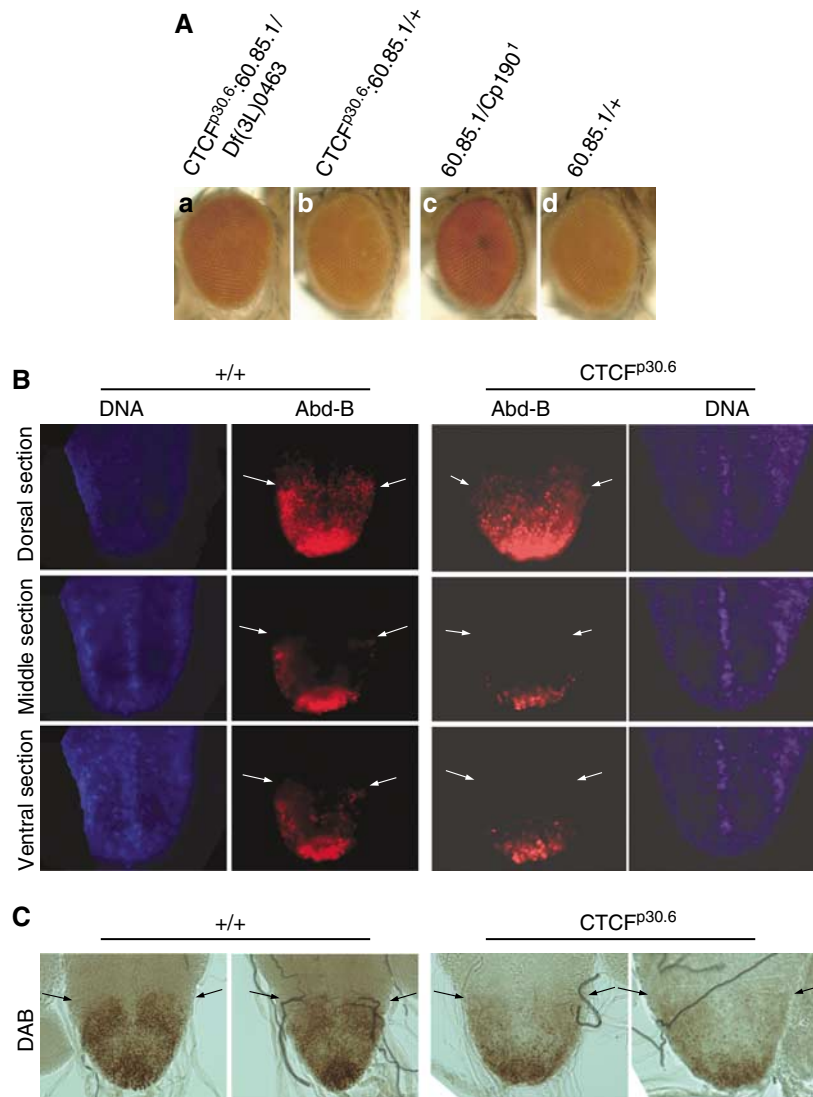 A
CTCFp30.6:60.85.1/
Df(3L)0463
CTCFp30.6:60.85.1/+
60.85.1/Cp190¹
60.85.1/+
a
b
c
d
B
+/+
CTCFp30.6
DNA
Abd-B
Abd-B
DNA
Dorsal section
Middle section
Ventral section
C
+/+
CTCFp30.6
DAB